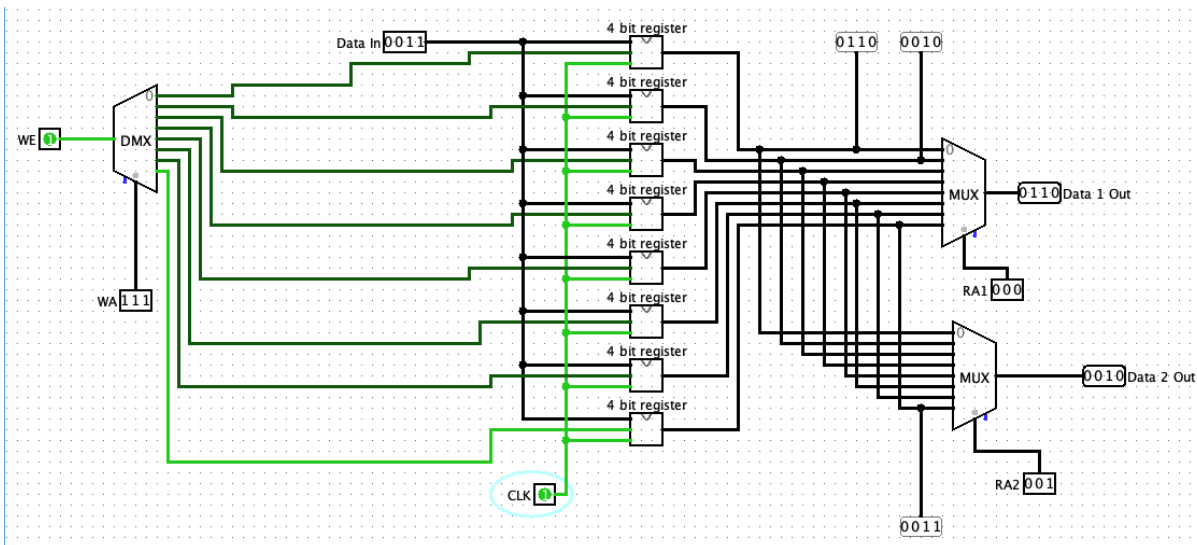 4 bit register
Data In 0011
0110
0010
4 bit register
0
WE 1
DMX
4 bit register
0
4 bit register
MUX
0110 Data 1 Out
4 bit register
WA 111
RA1 000
4 bit register
0
4 bit register
MUX
0010 Data 2 Out
4 bit register
CLK 1
RA2 001
0011